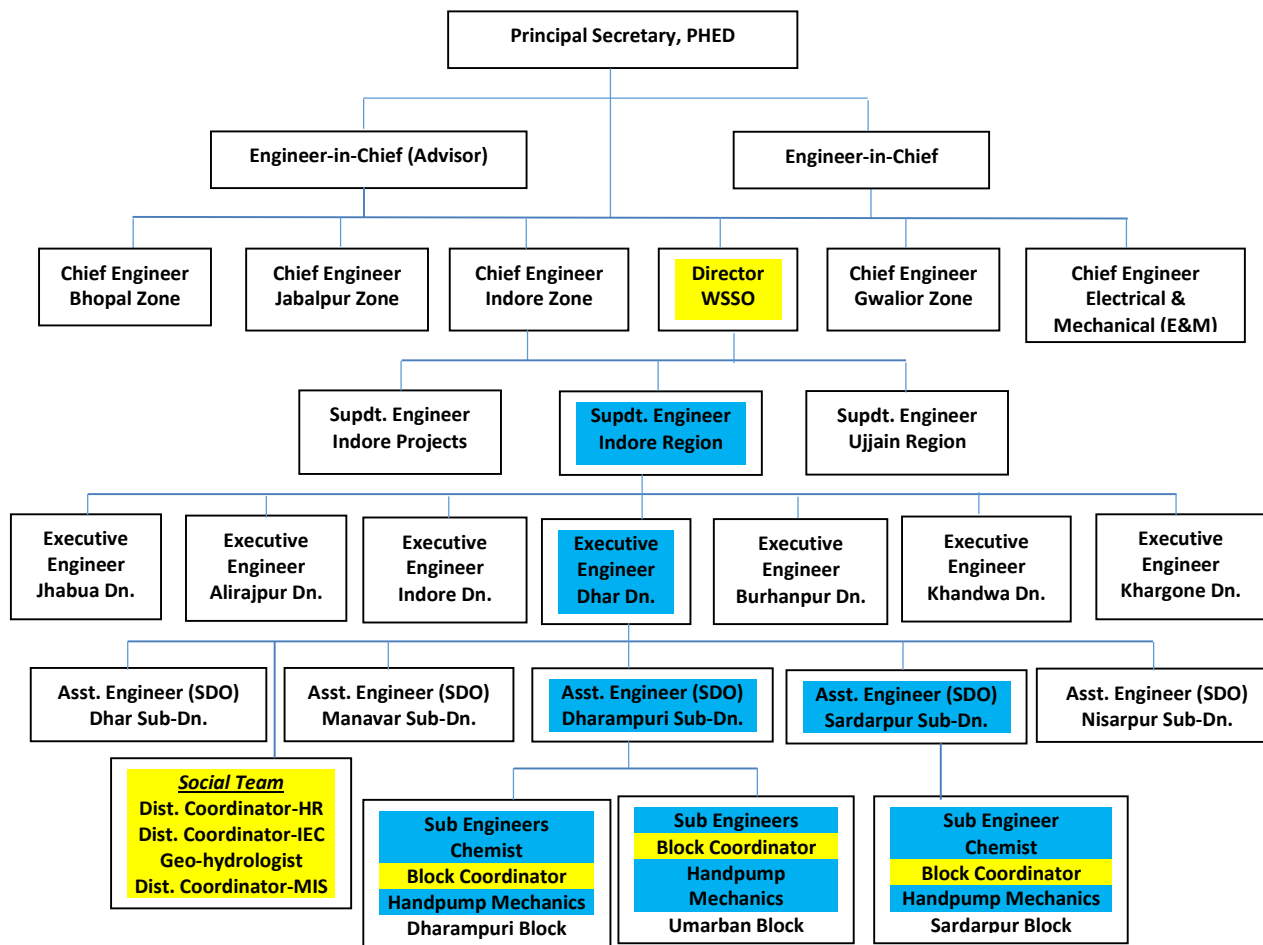 Principal Secretary, PHED
Engineer-in-Chief (Advisor)
Engineer-in-Chief
Chief Engineer
Bhopal Zone
Chief Engineer
Jabalpur Zone
Chief Engineer
Indore Zone
Director
WSSO
Chief Engineer
Gwalior Zone
Chief Engineer
Electrical &
Mechanical (E&M)
Supdt. Engineer
Indore Projects
Supdt. Engineer
Indore Region
Supdt. Engineer
Ujjain Region
Executive
Engineer
Jhabua Dn.
Executive
Engineer
Alirajpur Dn.
Executive
Engineer
Indore Dn.
Executive
Engineer
Dhar Dn.
Executive
Engineer
Burhanpur Dn.
Executive
Engineer
Khandwa Dn.
Executive
Engineer
Khargone Dn.
Asst. Engineer (SDO)
Dhar Sub-Dn.
Asst. Engineer (SDO)
Manavar Sub-Dn.
Asst. Engineer (SDO)
Dharampuri Sub-Dn.
Asst. Engineer (SDO)
Sardarpur Sub-Dn.
Asst. Engineer (SDO)
Nisarpur Sub-Dn.
Social Team
Dist. Coordinator-HR
Dist. Coordinator-IEC
Geo-hydrologist
Dist. Coordinator-MIS
Sub Engineers
Chemist
Block Coordinator
Handpump Mechanics
Dharampuri Block
Sub Engineers
Block Coordinator
Handpump
Mechanics
Umarban Block
Sub Engineer
Chemist
Block Coordinator
Handpump Mechanics
Sardarpur Block